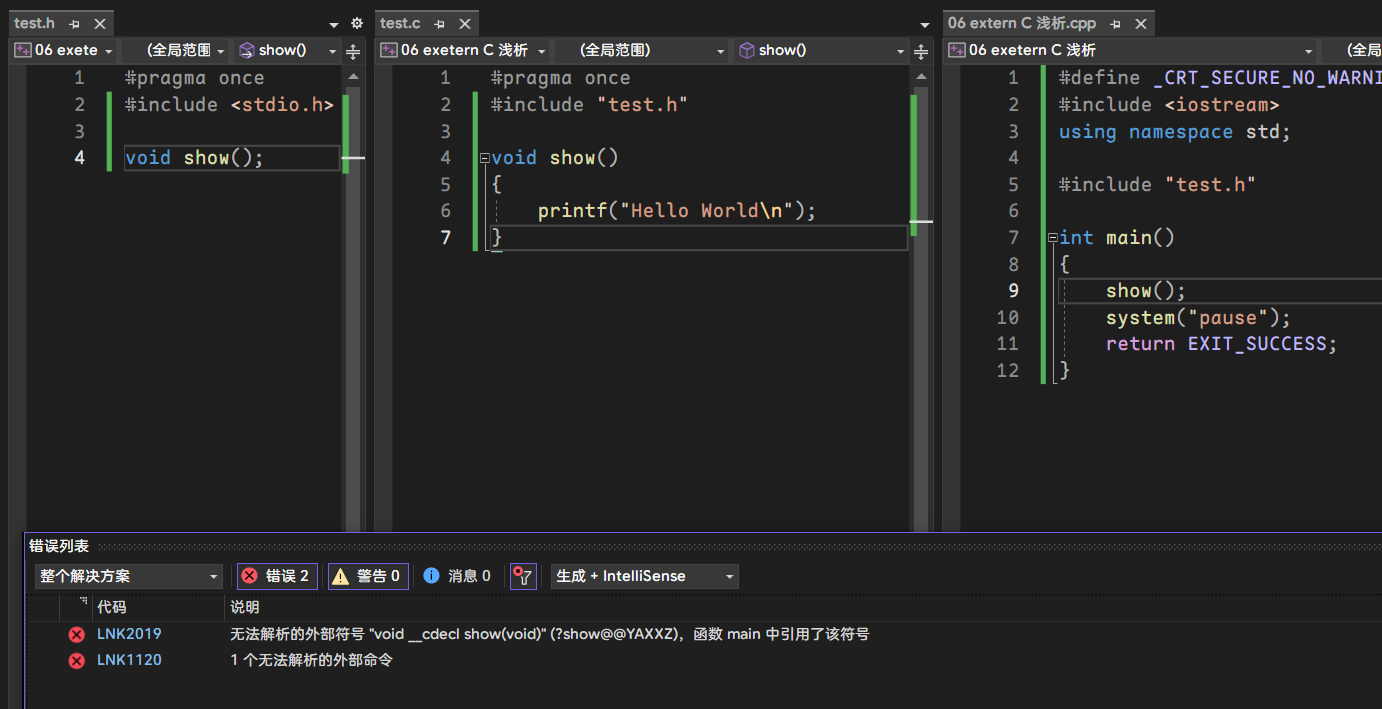 test.h
06 exete
(全局范围
show()
1 #pragma once
2 #include <stdio.h>
3
4 void show();
test.c
06 exetern C 浅析
(全局范围)
show()
1 #pragma once
2 #include "test.h"
3
4 void show()
5 {
6 printf("Hello World\n");
7 }
06 extern C 浅析.cpp
06 exetern C 浅析
(全局
1 #define _CRT_SECURE_NO_WARNI
2 #include <iostream>
3 using namespace std;
4
5 #include "test.h"
6
7 int main()
8 {
9 show();
10 system("pause");
11 return EXIT_SUCCESS;
12 }
错误列表
整个解决方案 错误 2 警告 0 消息 0 生成 + IntelliSense
代码 说明
LNK2019 无法解析的外部符号 "void __cdecl show(void)" (?show@@YAXXZ)，函数 main 中引用了该符号
LNK1120 1 个无法解析的外部命令